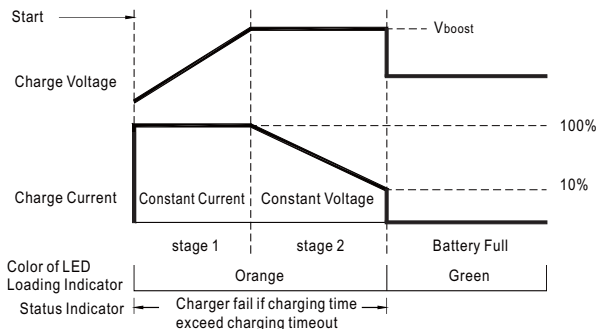 Start
Vboost
Charge Voltage
100%
Charge Current
Constant Current
Constant Voltage
10%
stage 1
stage 2
Battery Full
Color of LED
Loading Indicator
Orange
Green
Status Indicator
Charger fail if charging time
exceed charging timeout